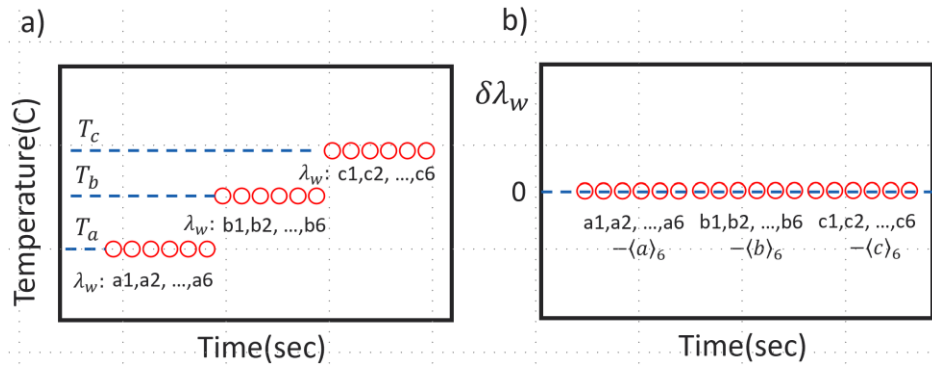 a)
Temperature(C)
T_c
λ_w: c1,c2, ...,c6
T_b
λ_w: b1,b2, ...,b6
T_a
λ_w: a1,a2, ...,a6
Time(sec)
b)
δλ_w
0
a1,a2, ...,a6 b1,b2, ...,b6 c1,c2, ...,c6
−⟨a⟩_6 −⟨b⟩_6 −⟨c⟩_6
Time(sec)